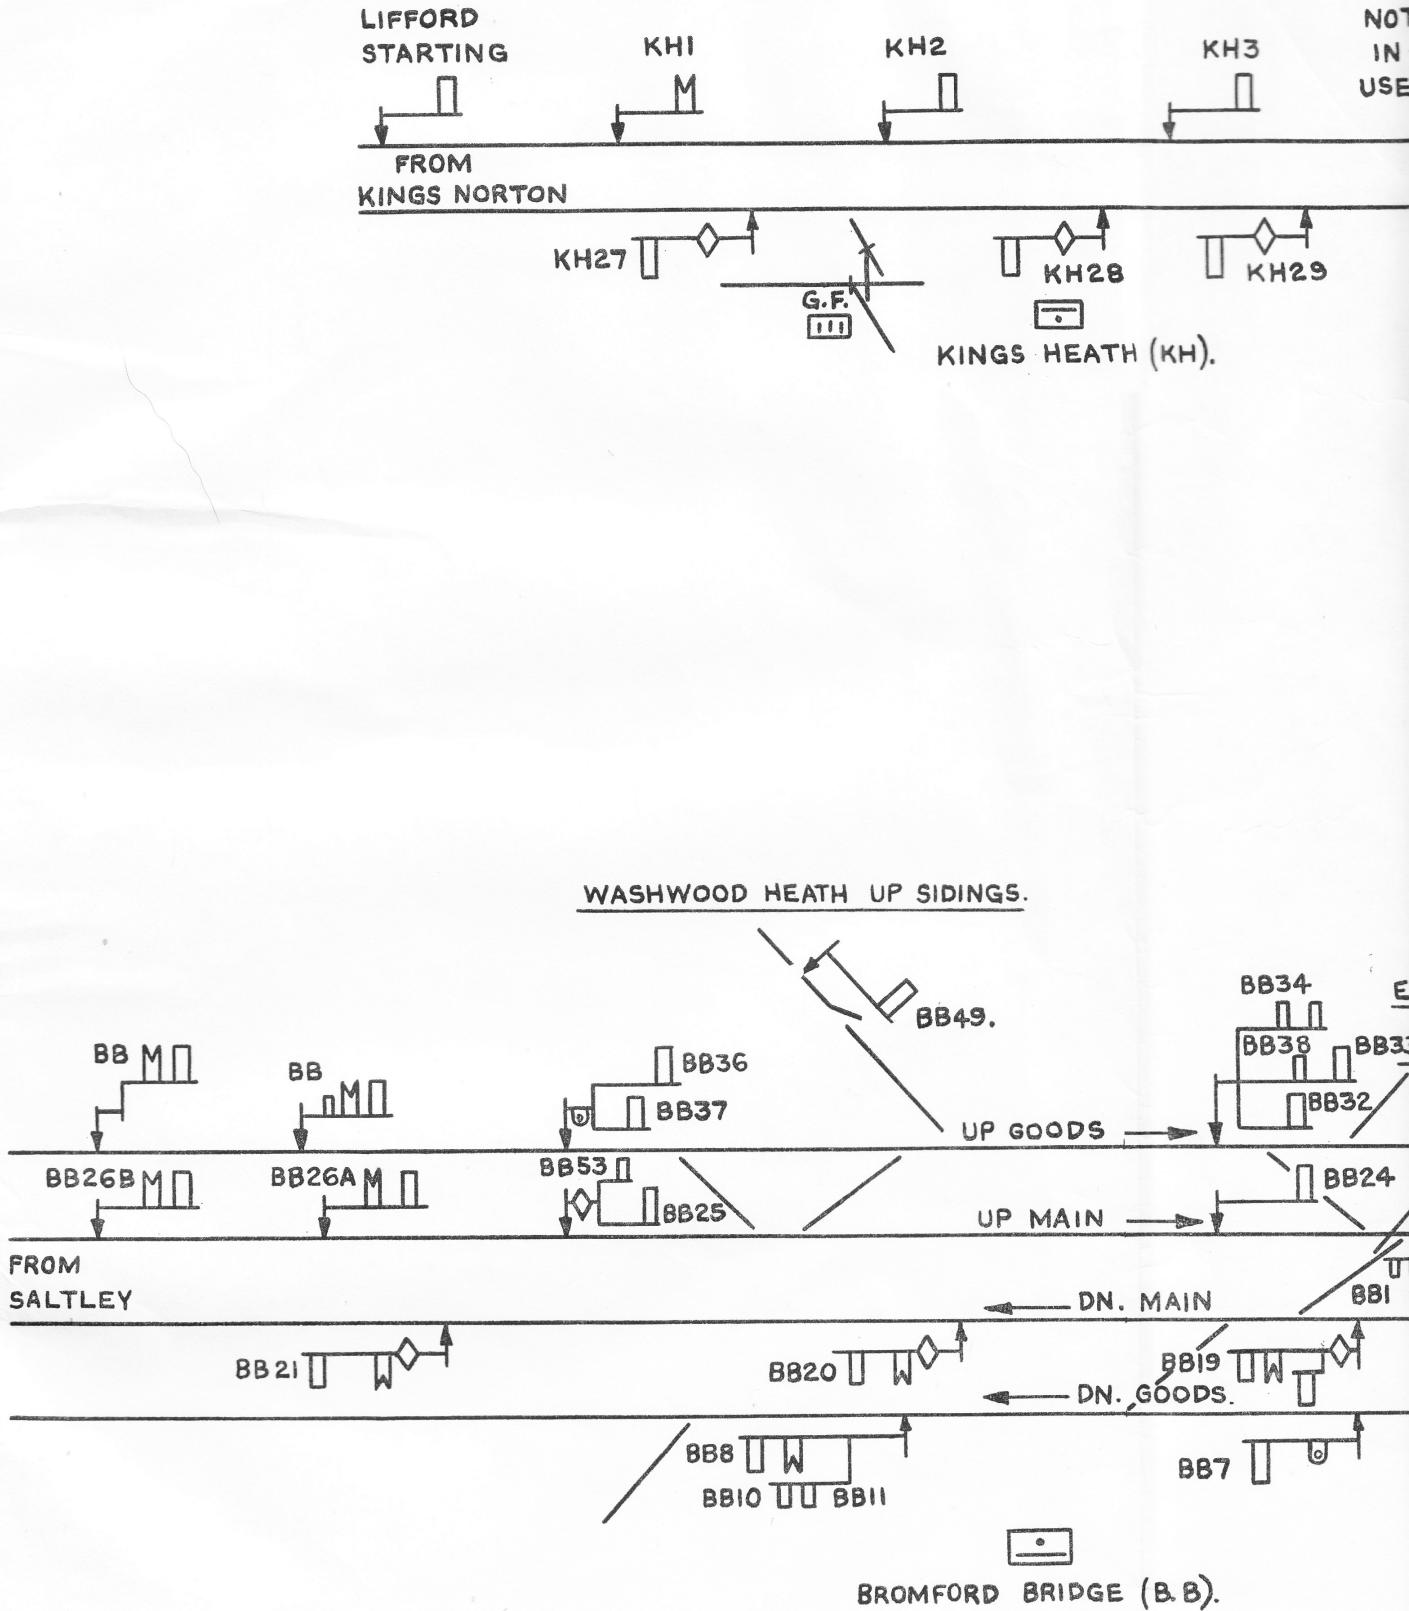 LIFFORD
STARTING
KH1
KH2
KH3
NOT
IN
USE
FROM
KINGS NORTON
KH27
KH28
KH29
G.F.
KINGS HEATH (KH).
WASHWOOD HEATH UP SIDINGS.
BB49.
BB34
BB M
BB M
BB36
BB37
BB38
BB33
BB32
UP GOODS
BB26B M
BB26A M
BB53
BB25
BB24
UP MAIN
FROM
SALTLEY
DN. MAIN
BB1
BB21
BB20
BB19
DN. GOODS.
BB8
BB10
BB11
BB7
BROMFORD BRIDGE (B.B).